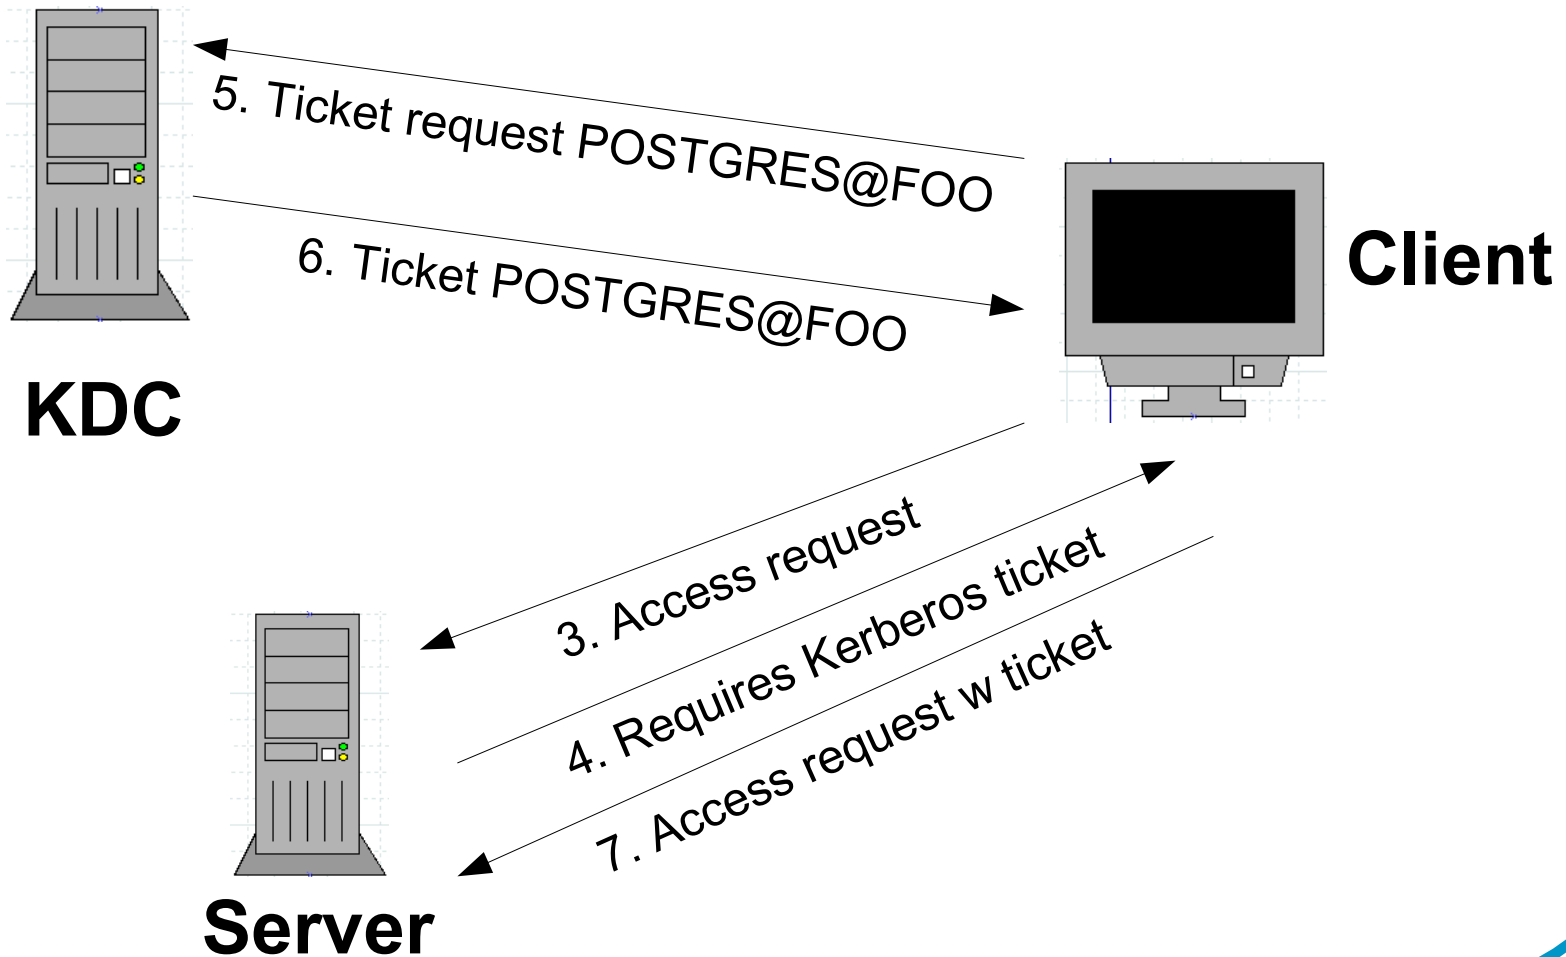 5. Ticket request POSTGRES@FOO
6. Ticket POSTGRES@FOO
Client
KDC
3. Access request
4. Requires Kerberos ticket
7. Access request w ticket
Server